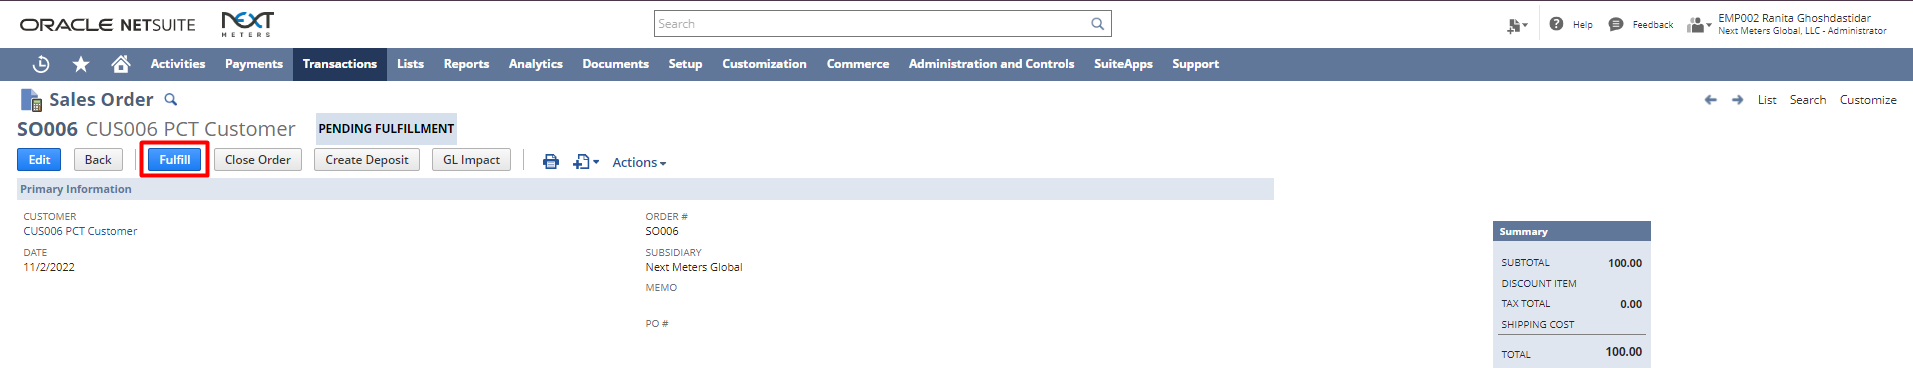 ORACLE NETSUITE
NEXT
METERS
Search
Help
Feedback
EMP002 Ranita Ghoshdastidar
Next Meters Global, LLC - Administrator
Activities Payments Transactions Lists Reports Analytics Documents Setup Customization Commerce Administration and Controls SuiteApps Support
Sales Order
List Search Customize
SO006 CUS006 PCT Customer PENDING FULFILLMENT
Edit Back Fulfill Close Order Create Deposit GL Impact Actions
Primary Information
CUSTOMER
CUS006 PCT Customer
DATE
11/2/2022
ORDER #
SO006
SUBSIDIARY
Next Meters Global
MEMO
PO #
Summary
SUBTOTAL 100.00
DISCOUNT ITEM
TAX TOTAL 0.00
SHIPPING COST
TOTAL 100.00